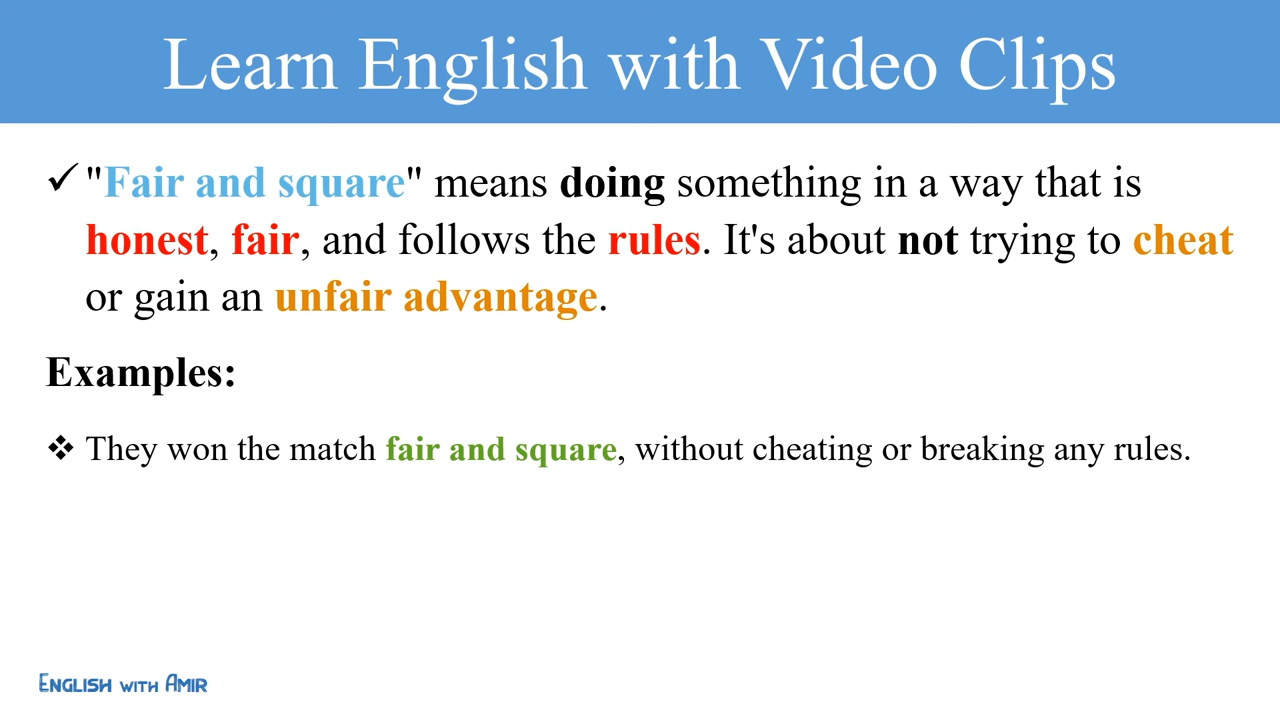 Learn English with Video Clips
✓ "Fair and square" means doing something in a way that is
honest, fair, and follows the rules. It's about not trying to cheat
or gain an unfair advantage.
Examples:
❖ They won the match fair and square, without cheating or breaking any rules.
ENGLISH WITH AMIR